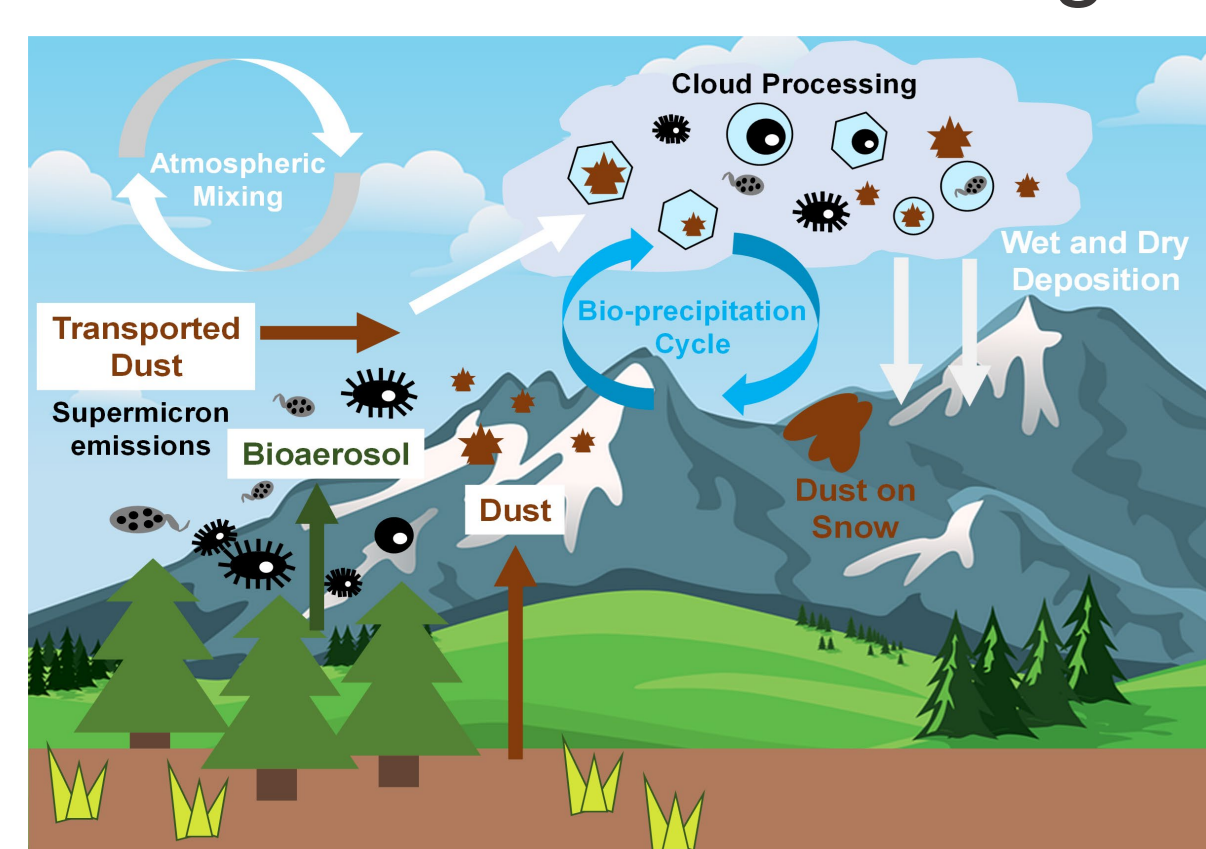 Cloud Processing
Atmospheric
Mixing
Wet and Dry
Deposition
Bio-precipitation
Cycle
Transported
Dust
Supermicron
emissions
Bioaerosol
Dust
Dust on
Snow